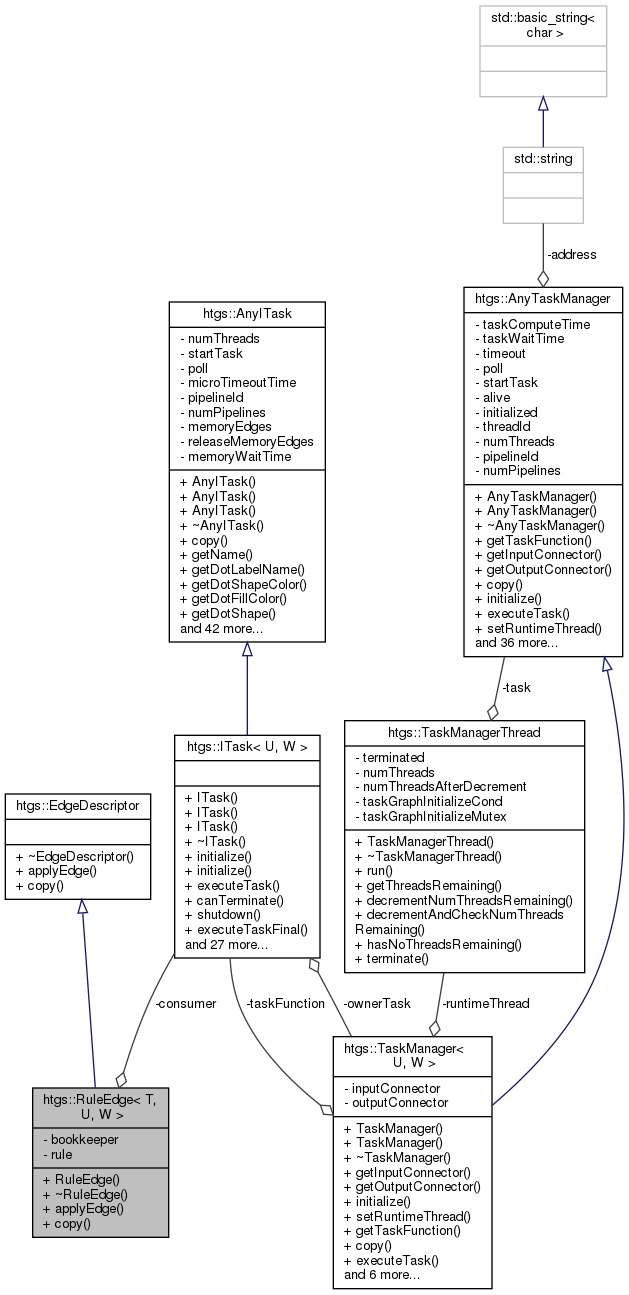 std::basic_string<
char >
std::string
-address
htgs::AnyITask
- numThreads
- startTask
- poll
- microTimeoutTime
- pipelineId
- numPipelines
- memoryEdges
- releaseMemoryEdges
- memoryWaitTime
+ AnyITask()
+ AnyITask()
+ AnyITask()
+ ~AnyITask()
+ copy()
+ getName()
+ getDotLabelName()
+ getDotShapeColor()
+ getDotFillColor()
+ getDotShape()
and 42 more...
htgs::AnyTaskManager
- taskComputeTime
- taskWaitTime
- timeout
- poll
- startTask
- alive
- initialized
- threadId
- numThreads
- pipelineId
- numPipelines
+ AnyTaskManager()
+ AnyTaskManager()
+ ~AnyTaskManager()
+ getTaskFunction()
+ getInputConnector()
+ getOutputConnector()
+ copy()
+ initialize()
+ executeTask()
+ setRuntimeThread()
and 36 more...
-task
htgs::ITask< U, W >
+ ITask()
+ ITask()
+ ITask()
+ ~ITask()
+ initialize()
+ initialize()
+ executeTask()
+ canTerminate()
+ shutdown()
+ executeTaskFinal()
and 27 more...
htgs::TaskManagerThread
- terminated
- numThreads
- numThreadsAfterDecrement
- taskGraphInitializeCond
- taskGraphInitializeMutex
+ TaskManagerThread()
+ ~TaskManagerThread()
+ run()
+ getThreadsRemaining()
+ decrementNumThreadsRemaining()
+ decrementAndCheckNumThreads
Remaining()
+ hasNoThreadsRemaining()
+ terminate()
htgs::EdgeDescriptor
+ ~EdgeDescriptor()
+ applyEdge()
+ copy()
-consumer
-taskFunction
-ownerTask
-runtimeThread
htgs::RuleEdge< T,
U, W >
- bookkeeper
- rule
+ RuleEdge()
+ ~RuleEdge()
+ applyEdge()
+ copy()
htgs::TaskManager<
U, W >
- inputConnector
- outputConnector
+ TaskManager()
+ TaskManager()
+ ~TaskManager()
+ getInputConnector()
+ getOutputConnector()
+ initialize()
+ setRuntimeThread()
+ getTaskFunction()
+ copy()
+ executeTask()
and 6 more...